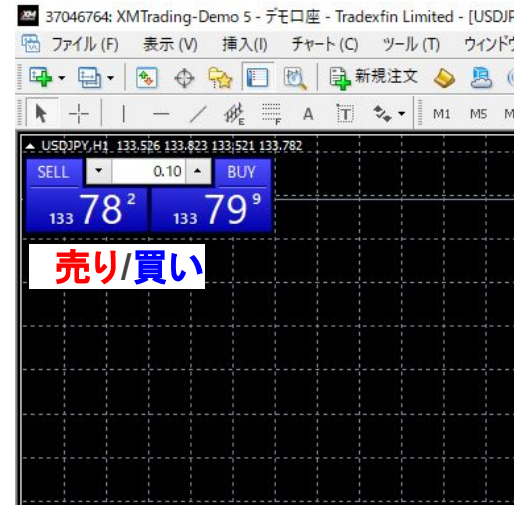 XM 37046764: XMTrading-Demo 5 - デモ口座 - Tradexfin Limited - [USDJP
ファイル (F) 表示 (V) 挿入(I) チャート (C) ツール (T) ウィンドウ
新規注文
E F A T M1 M5 M
USDJPY,H1 133.526 133.823 133.521 133.782
SELL 0.10 BUY
133 78 2 133 79 9
売り/買い